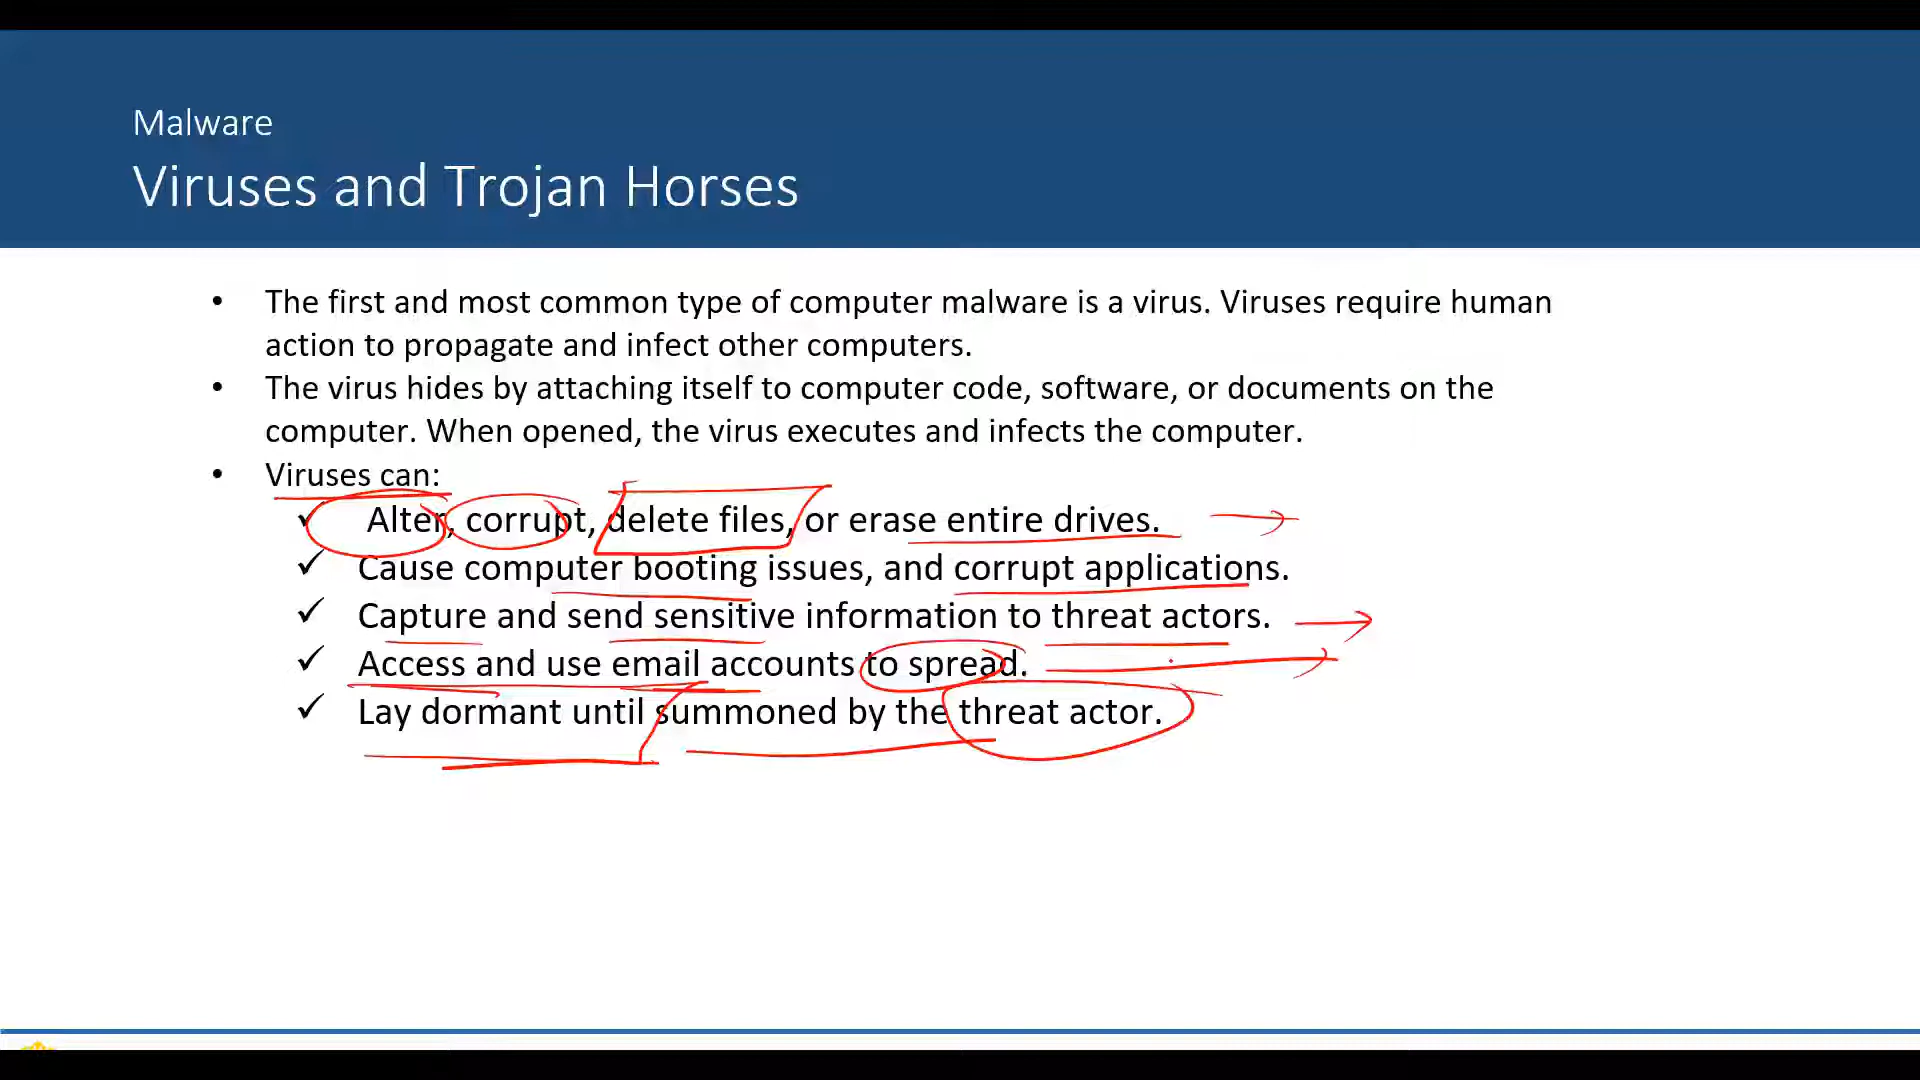 Malware
Viruses and Trojan Horses
• The first and most common type of computer malware is a virus. Viruses require human
action to propagate and infect other computers.
• The virus hides by attaching itself to computer code, software, or documents on the
computer. When opened, the virus executes and infects the computer.
• Viruses can:
✓ Alter, corrupt, delete files, or erase entire drives.
✓ Cause computer booting issues, and corrupt applications.
✓ Capture and send sensitive information to threat actors.
✓ Access and use email accounts to spread.
✓ Lay dormant until summoned by the threat actor.